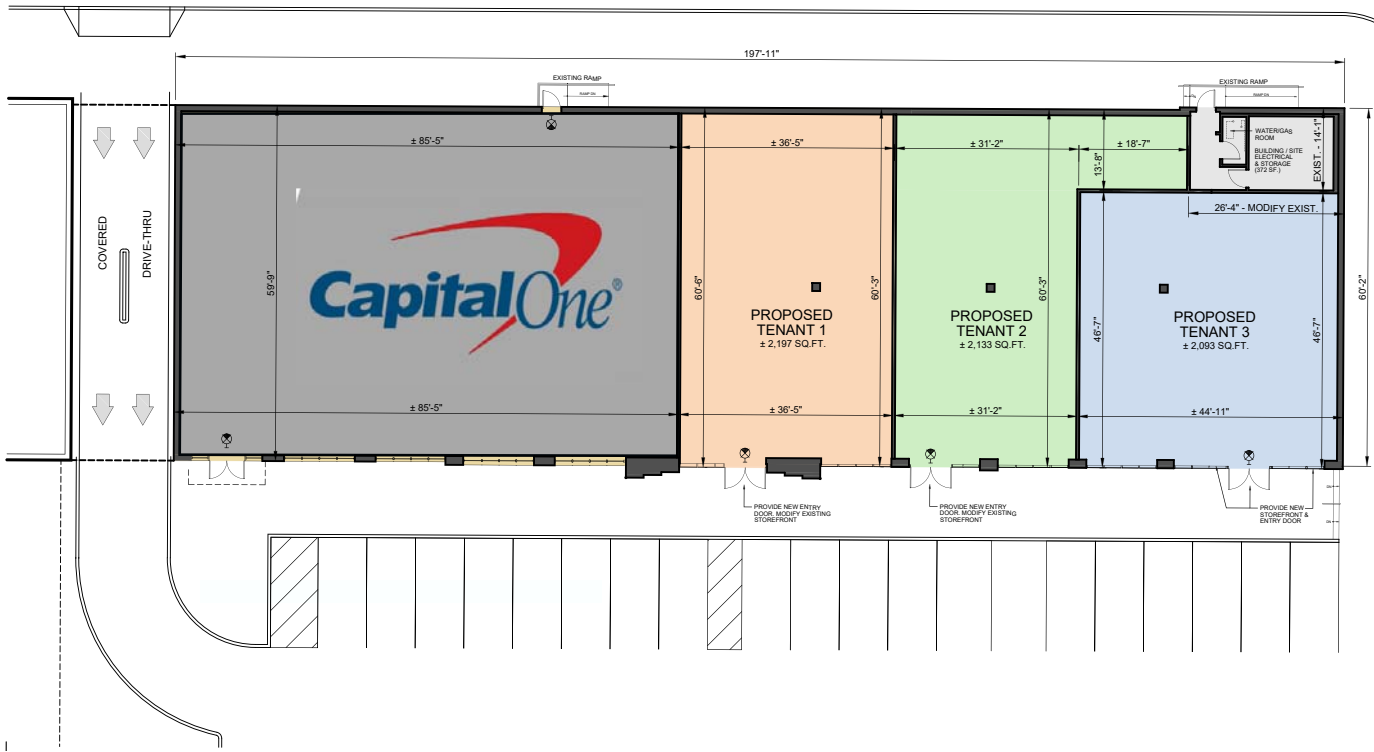 197'-11"
EXISTING RAMP
RAMP DN
EXISTING RAMP
RAMP DN
± 85'-5"
± 36'-5"
± 31'-2"
± 18'-7"
13'-8"
WATER/GAS
ROOM
BUILDING / SITE
ELECTRICAL
& STORAGE
(372 SF.)
EXIST. - 14'-1"
26'-4" - MODIFY EXIST.
COVERED
DRIVE-THRU
59'-9"
CapitalOne®
60'-6"
60'-3"
60'-3"
46'-7"
46'-7"
60'-2"
PROPOSED
TENANT 1
± 2,197 SQ.FT.
PROPOSED
TENANT 2
± 2,133 SQ.FT.
PROPOSED
TENANT 3
± 2,093 SQ.FT.
± 85'-5"
± 36'-5"
± 31'-2"
± 44'-11"
PROVIDE NEW ENTRY
DOOR. MODIFY EXISTING
STOREFRONT
PROVIDE NEW ENTRY
DOOR. MODIFY EXISTING
STOREFRONT
PROVIDE NEW
STOREFRONT &
ENTRY DOOR